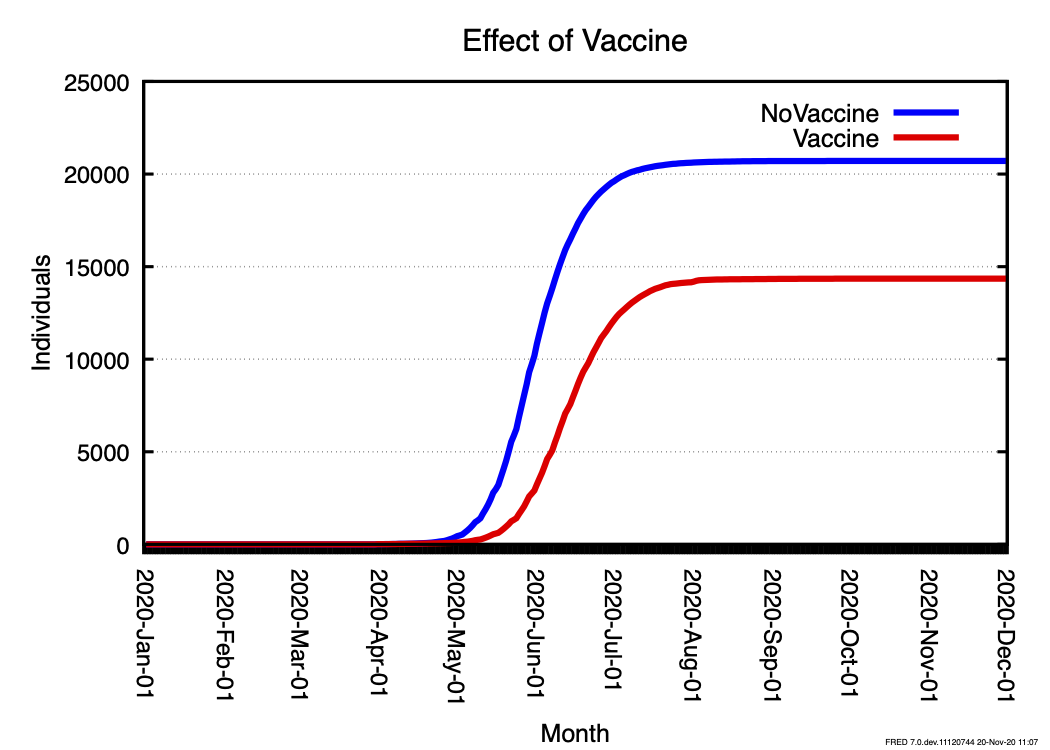 Effect of Vaccine
25000
20000
15000
10000
5000
0
Individuals
NoVaccine
Vaccine
2020-Jan-01
2020-Feb-01
2020-Mar-01
2020-Apr-01
2020-May-01
2020-Jun-01
2020-Jul-01
2020-Aug-01
2020-Sep-01
2020-Oct-01
2020-Nov-01
2020-Dec-01
Month
FRED 7.0.dev.11120744 20-Nov-20 11:07